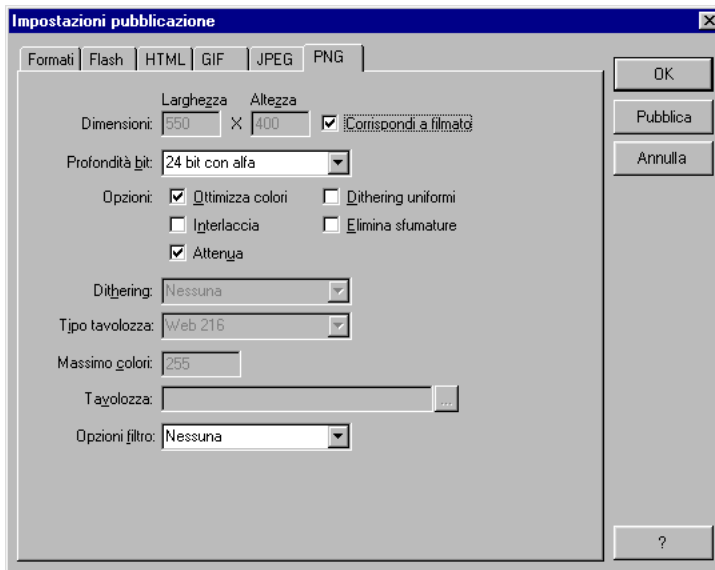 Impostazioni pubblicazione
Formati Flash HTML GIF JPEG PNG
OK
Larghezza Altezza
Dimensioni: 550 X 400 Corrispondi a filmato
Pubblica
Profondità bit: 24 bit con alfa
Annulla
Opzioni: Ottimizza colori Dithering uniformi
Interlaccia Elimina sfumature
Attenua
Dithering: Nessuna
Tipo tavolozza: Web 216
Massimo colori: 255
Tavolozza: ...
Opzioni filtro: Nessuna
?